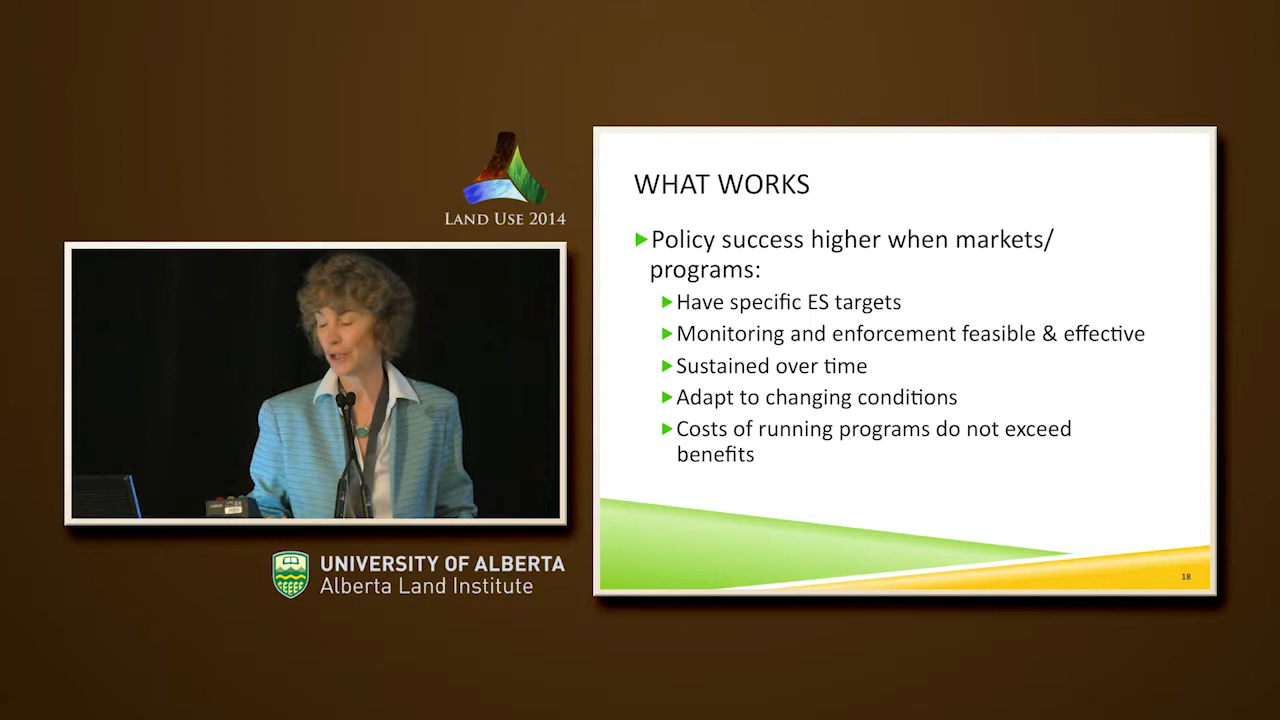 LAND USE 2014
UNIVERSITY OF ALBERTA
Alberta Land Institute
WHAT WORKS
Policy success higher when markets/
programs:
Have specific ES targets
Monitoring and enforcement feasible & effective
Sustained over time
Adapt to changing conditions
Costs of running programs do not exceed
benefits
18